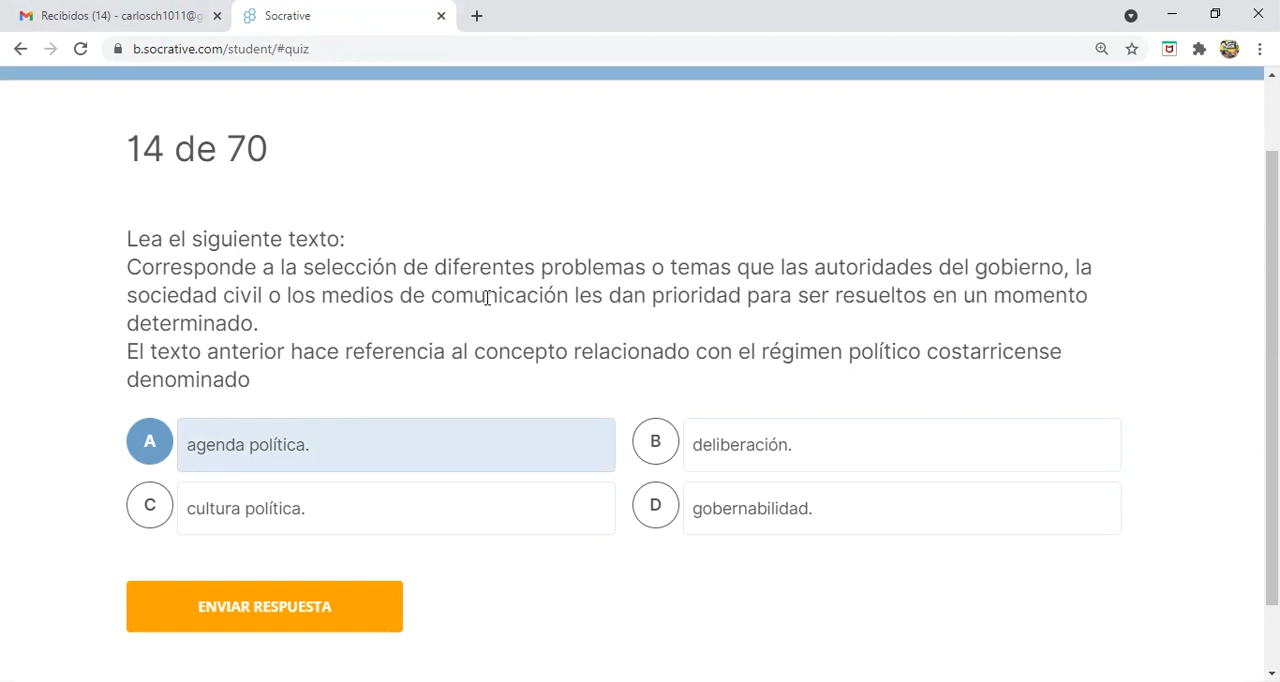 Recibidos (14) - carlosch1011@g
Socrative
b.socrative.com/student/#quiz
14 de 70
Lea el siguiente texto:
Corresponde a la selección de diferentes problemas o temas que las autoridades del gobierno, la
sociedad civil o los medios de comunicación les dan prioridad para ser resueltos en un momento
determinado.
El texto anterior hace referencia al concepto relacionado con el régimen político costarricense
denominado
A agenda política.
B deliberación.
C cultura política.
D gobernabilidad.
ENVIAR RESPUESTA